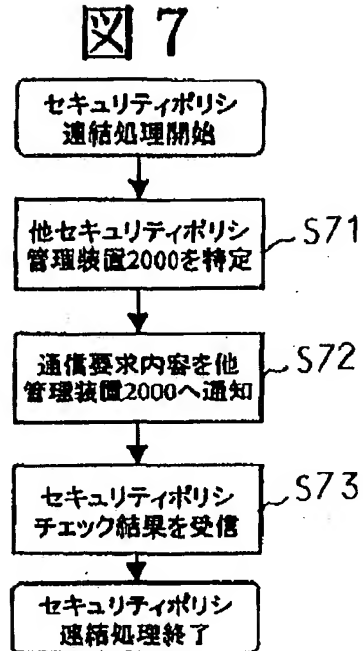 図 7
セキュリティポリシ
連結処理開始
他セキュリティポリシ
管理装置2000を特定
S71
通信要求内容を他
管理装置2000へ通知
S72
セキュリティポリシ
チェック結果を受信
S73
セキュリティポリシ
連結処理終了